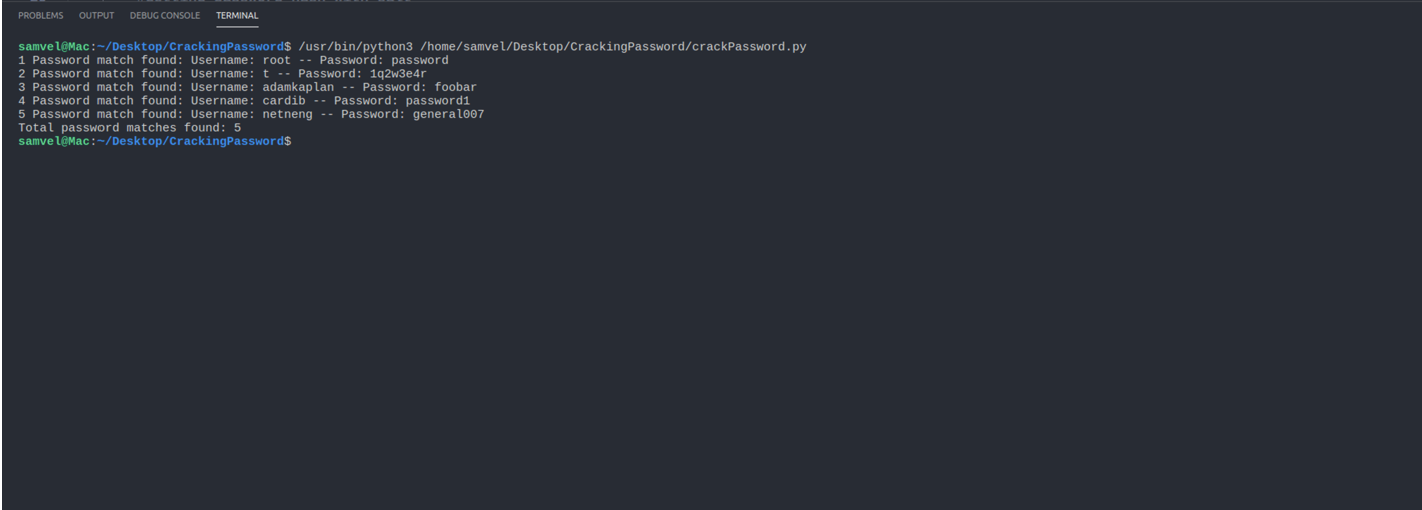 PROBLEMS OUTPUT DEBUG CONSOLE TERMINAL
samvel@Mac:~/Desktop/CrackingPassword$ /usr/bin/python3 /home/samvel/Desktop/CrackingPassword/crackPassword.py
1 Password match found: Username: root -- Password: password
2 Password match found: Username: t -- Password: 1q2w3e4r
3 Password match found: Username: adamkaplan -- Password: foobar
4 Password match found: Username: cardib -- Password: password1
5 Password match found: Username: netneng -- Password: general007
Total password matches found: 5
samvel@Mac:~/Desktop/CrackingPassword$